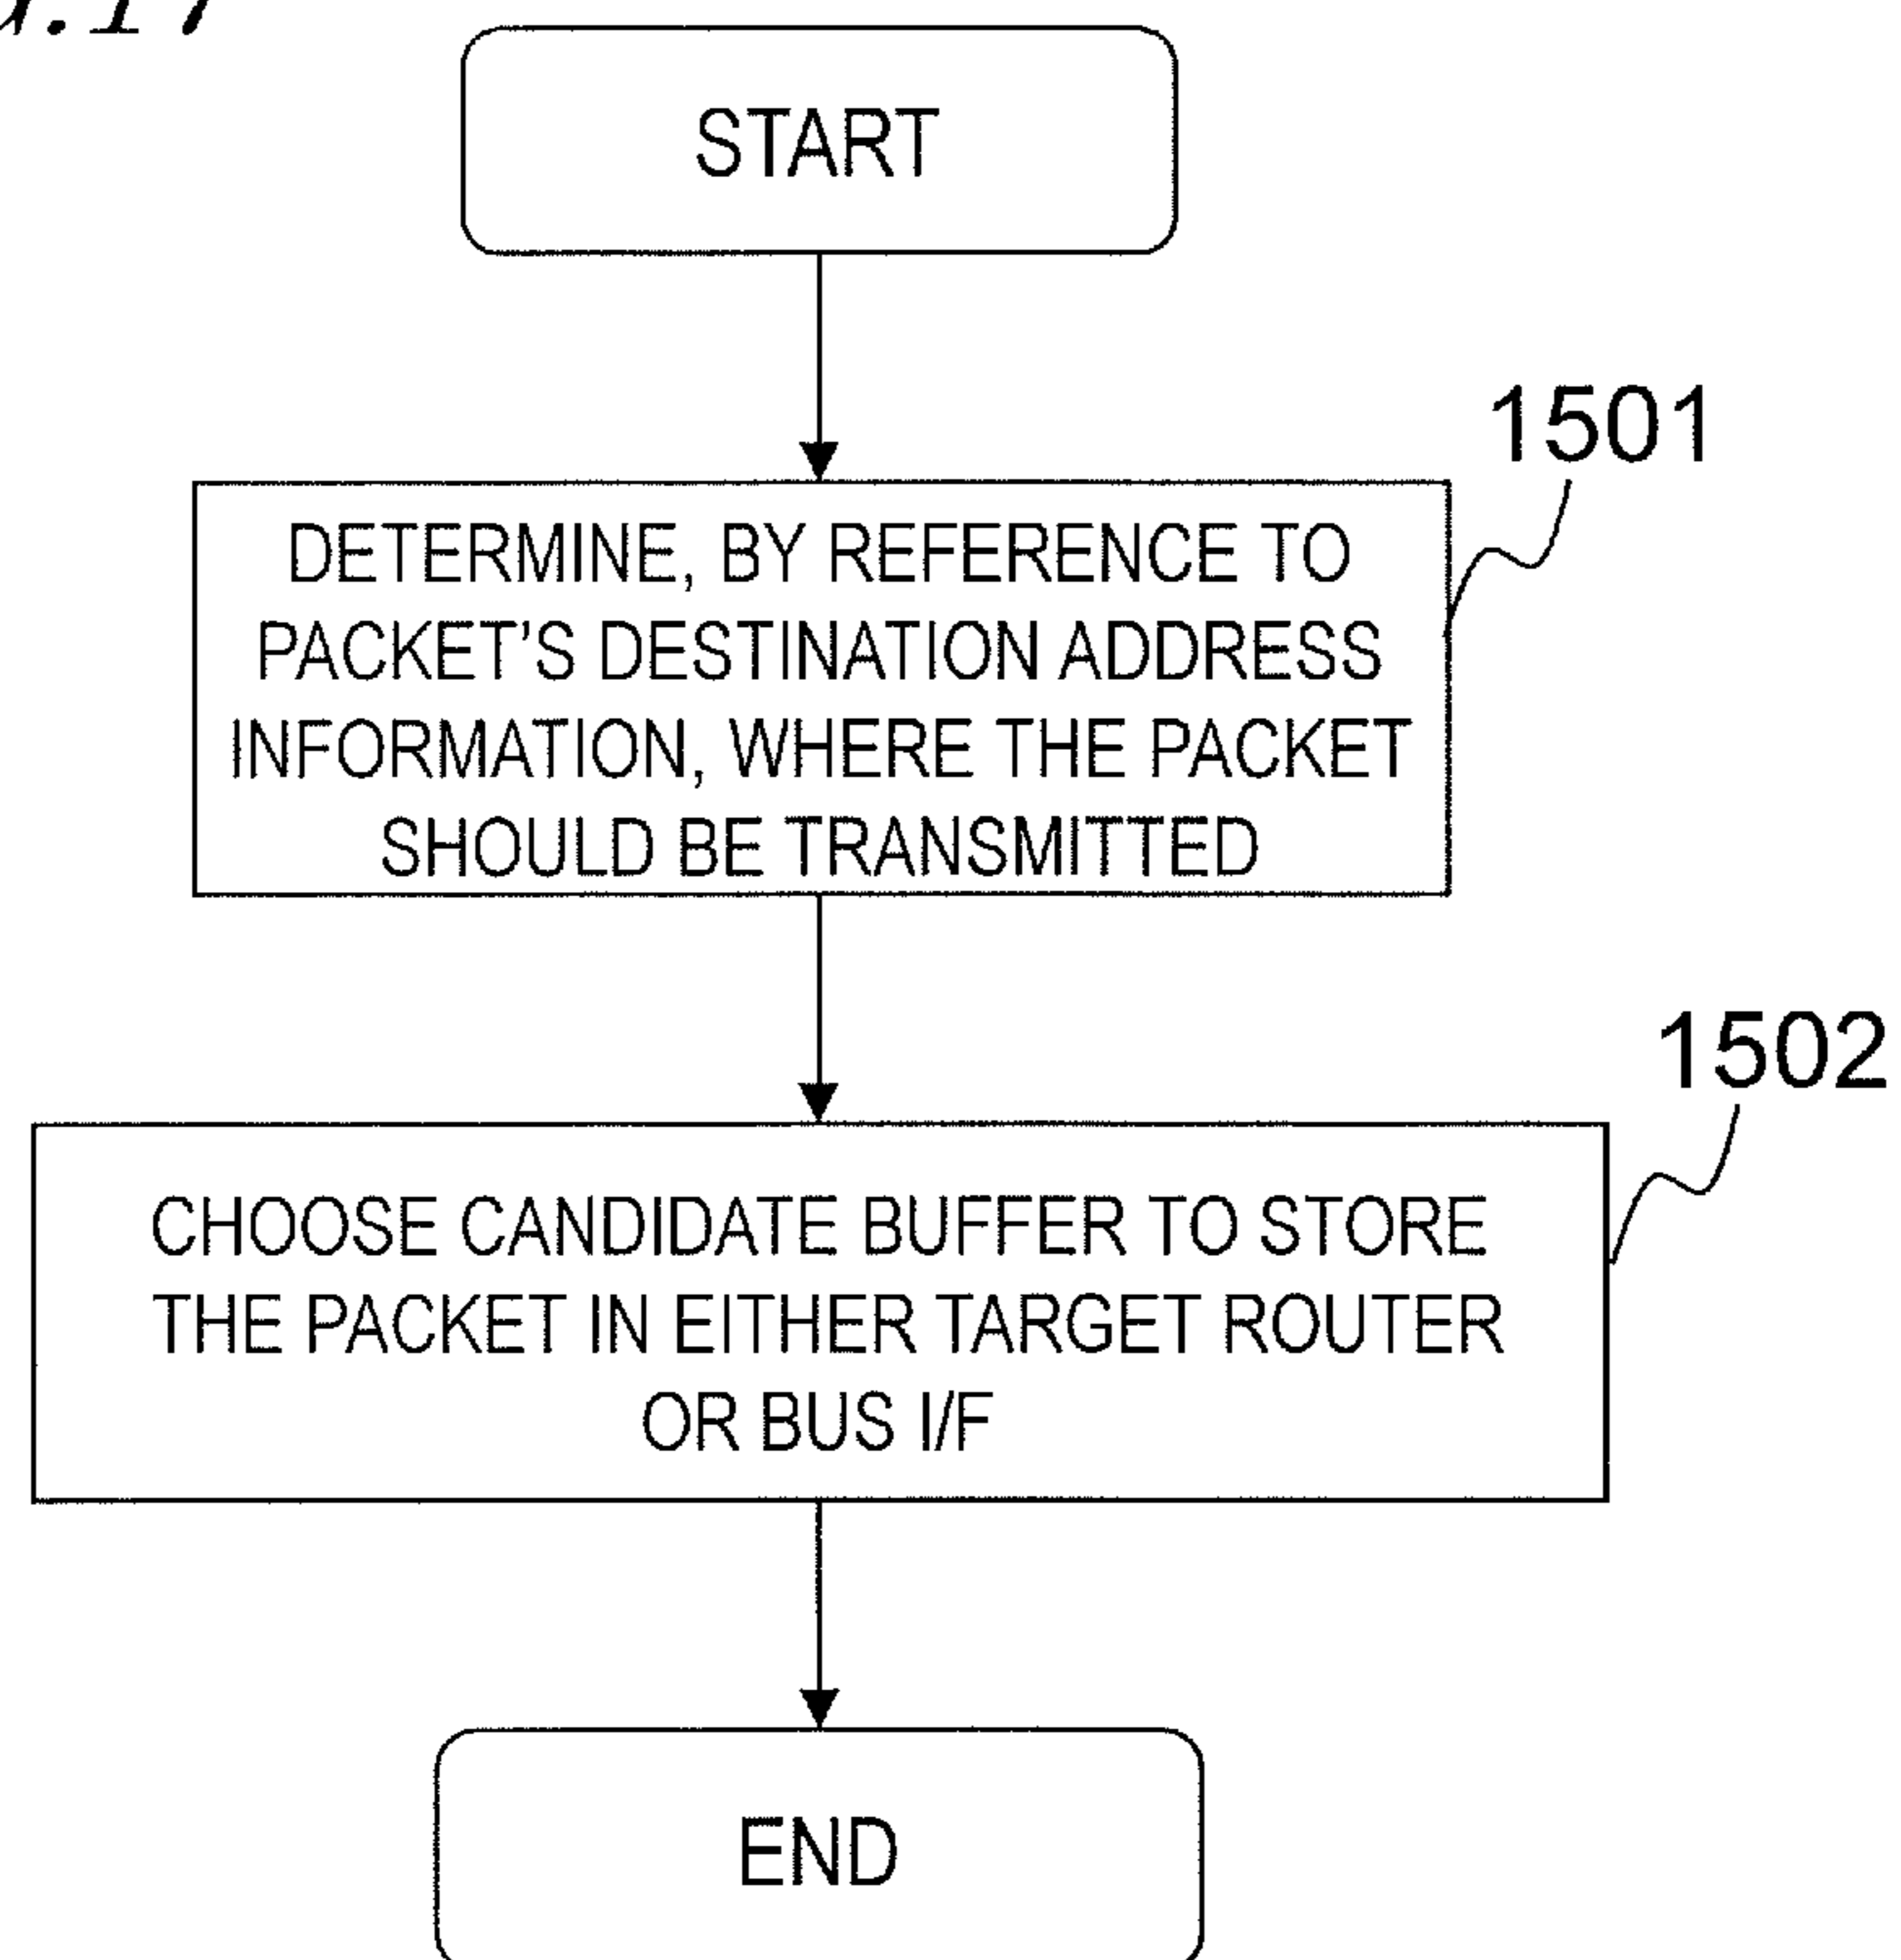 .17
START
1501
DETERMINE, BY REFERENCE TO
PACKET’S DESTINATION ADDRESS
INFORMATION, WHERE THE PACKET
SHOULD BE TRANSMITTED
1502
CHOOSE CANDIDATE BUFFER TO STORE
THE PACKET IN EITHER TARGET ROUTER
OR BUS I/F
END